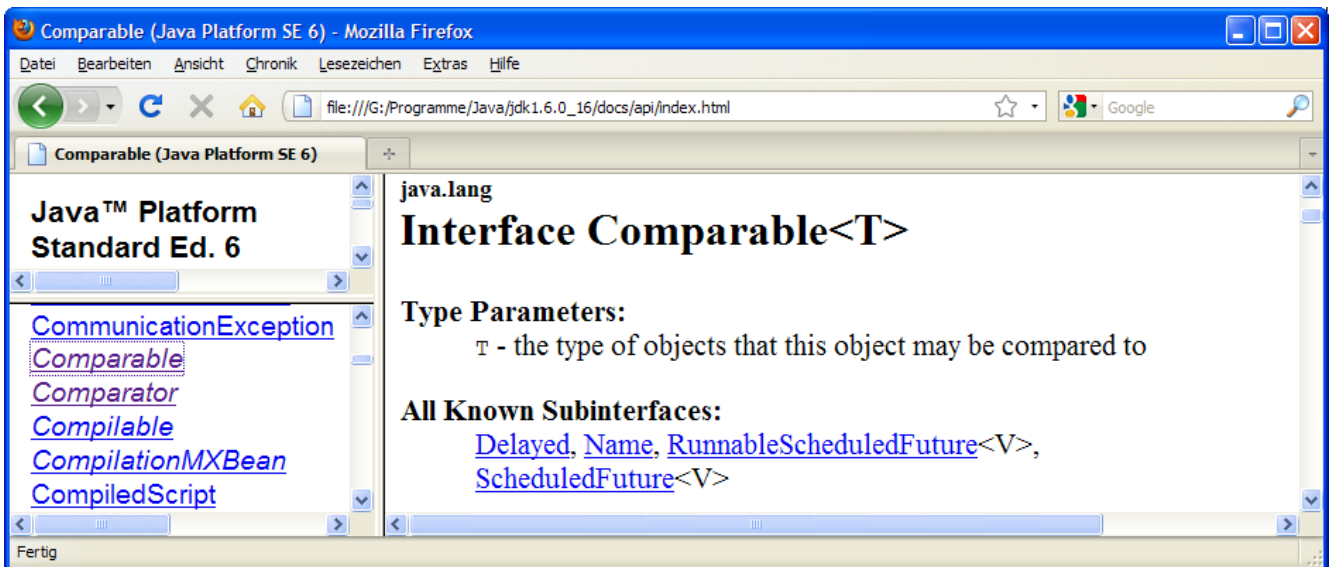 Comparable (Java Platform SE 6) - Mozilla Firefox
Datei Bearbeiten Ansicht Chronik Lesezeichen Extras Hilfe
file:///G:/Programme/Java/jdk1.6.0_16/docs/api/index.html
Google
Comparable (Java Platform SE 6)
Java™ Platform
Standard Ed. 6
CommunicationException
Comparable
Comparator
Compilable
CompilationMXBean
CompiledScript
java.lang
Interface Comparable<T>
Type Parameters:
T - the type of objects that this object may be compared to
All Known Subinterfaces:
Delayed, Name, RunnableScheduledFuture<V>,
ScheduledFuture<V>
Fertig